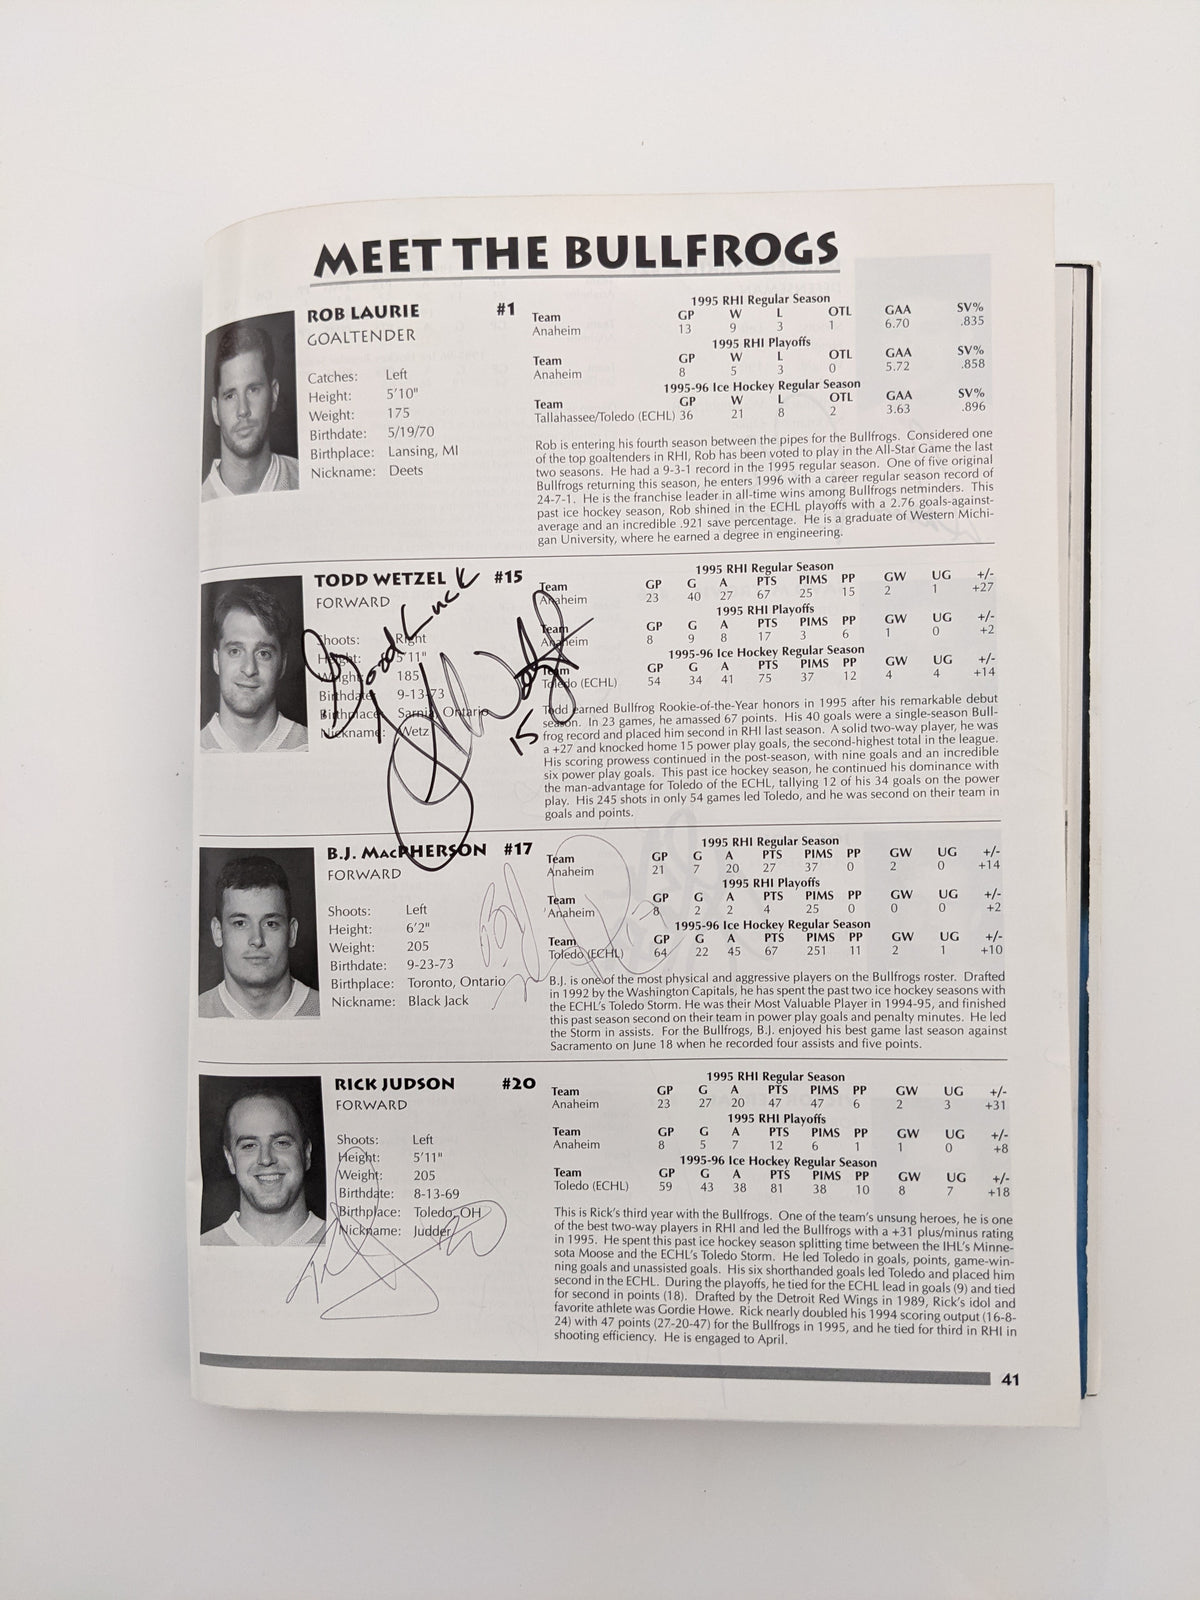 MEET THE BULLFROGS
ROB LAURIE #1
GOALTENDER
Catches: Left
Height: 5'10"
Weight: 175
Birthdate: 5/19/70
Birthplace: Lansing, MI
Nickname: Deets
1995 RHI Regular Season
Team GP W L OTL GAA SV%
Anaheim 13 9 3 1 6.70 .835
1995 RHI Playoffs
Team GP W L OTL GAA SV%
Anaheim 8 5 3 0 5.72 .858
1995-96 Ice Hockey Regular Season
Team GP W L OTL GAA SV%
Tallahassee/Toledo (ECHL) 36 21 8 2 3.63 .896
Rob is entering his fourth season between the pipes for the Bullfrogs. Considered one
of the top goaltenders in RHI, Rob has been voted to play in the All-Star Game the last
two seasons. He had a 9-3-1 record in the 1995 regular season. One of five original
Bullfrogs returning this season, he enters 1996 with a career regular season record of
24-7-1. He is the franchise leader in all-time wins among Bullfrogs netminders. This
past ice hockey season, Rob shined in the ECHL playoffs with a 2.76 goals-against-
average and an incredible .921 save percentage. He is a graduate of Western Michi-
gan University, where he earned a degree in engineering.
TODD WETZEL #15
FORWARD
Shoots: Right
Height: 5'11"
Weight: 185
Birthdate: 9-13-73
Birthplace: Sarnia, Ontario
Nickname: Wetz
Good Luck
15
1995 RHI Regular Season
Team GP G A PTS PIMS PP GW UG +/-
Anaheim 23 40 27 67 25 15 2 1 +27
1995 RHI Playoffs
Team GP G A PTS PIMS PP GW UG +/-
Anaheim 8 9 8 17 3 6 1 0 +2
1995-96 Ice Hockey Regular Season
Team GP G A PTS PIMS PP GW UG +/-
Toledo (ECHL) 54 34 41 75 37 12 4 4 +14
Todd earned Bullfrog Rookie-of-the-Year honors in 1995 after his remarkable debut
season. In 23 games, he amassed 67 points. His 40 goals were a single-season Bull-
frog record and placed him second in RHI last season. A solid two-way player, he was
a +27 and knocked home 15 power play goals, the second-highest total in the league.
His scoring prowess continued in the post-season, with nine goals and an incredible
six power play goals. This past ice hockey season, he continued his dominance with
the man-advantage for Toledo of the ECHL, tallying 12 of his 34 goals on the power
play. His 245 shots in only 54 games led Toledo, and he was second on their team in
goals and points.
B.J. MACPHERSON #17
FORWARD
Shoots: Left
Height: 6'2"
Weight: 205
Birthdate: 9-23-73
Birthplace: Toronto, Ontario
Nickname: Black Jack
1995 RHI Regular Season
Team GP G A PTS PIMS PP GW UG +/-
Anaheim 21 7 20 27 37 0 2 0 +14
1995 RHI Playoffs
Team GP G A PTS PIMS PP GW UG +/-
Anaheim 8 2 2 4 25 0 0 0 +2
1995-96 Ice Hockey Regular Season
Team GP G A PTS PIMS PP GW UG +/-
Toledo (ECHL) 64 22 45 67 251 11 2 1 +10
B.J. is one of the most physical and aggressive players on the Bullfrogs roster. Drafted
in 1992 by the Washington Capitals, he has spent the past two ice hockey seasons with
the ECHL's Toledo Storm. He was their Most Valuable Player in 1994-95, and finished
this past season second on their team in power play goals and penalty minutes. He led
the Storm in assists. For the Bullfrogs, B.J. enjoyed his best game last season against
Sacramento on June 18 when he recorded four assists and five points.
RICK JUDSON #20
FORWARD
Shoots: Left
Height: 5'11"
Weight: 205
Birthdate: 8-13-69
Birthplace: Toledo, OH
Nickname: Judder
1995 RHI Regular Season
Team GP G A PTS PIMS PP GW UG +/-
Anaheim 23 27 20 47 47 6 2 3 +31
1995 RHI Playoffs
Team GP G A PTS PIMS PP GW UG +/-
Anaheim 8 5 7 12 6 1 1 0 +8
1995-96 Ice Hockey Regular Season
Team GP G A PTS PIMS PP GW UG +/-
Toledo (ECHL) 59 43 38 81 38 10 8 7 +18
This is Rick's third year with the Bullfrogs. One of the team's unsung heroes, he is one
of the best two-way players in RHI and led the Bullfrogs with a +31 plus/minus rating
in 1995. He spent this past ice hockey season splitting time between the IHL's Minne-
sota Moose and the ECHL's Toledo Storm. He led Toledo in goals, points, game-win-
ning goals and unassisted goals. His six shorthanded goals led Toledo and placed him
second in the ECHL. During the playoffs, he tied for the ECHL lead in goals (9) and tied
for second in points (18). Drafted by the Detroit Red Wings in 1989, Rick's idol and
favorite athlete was Gordie Howe. Rick nearly doubled his 1994 scoring output (16-8-
24) with 47 points (27-20-47) for the Bullfrogs in 1995, and he tied for third in RHI in
shooting efficiency. He is engaged to April.
41